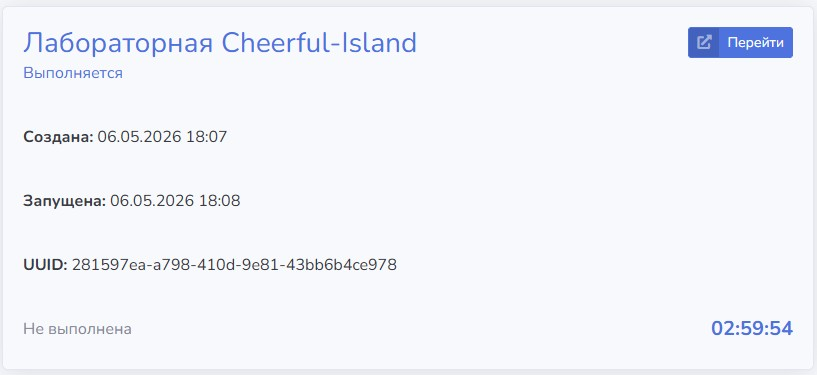 Лабораторная Cheerful-Island
Перейти
Выполняется
Создана: 06.05.2026 18:07
Запущена: 06.05.2026 18:08
UUID: 281597ea-a798-410d-9e81-43bb6b4ce978
Не выполнена
02:59:54